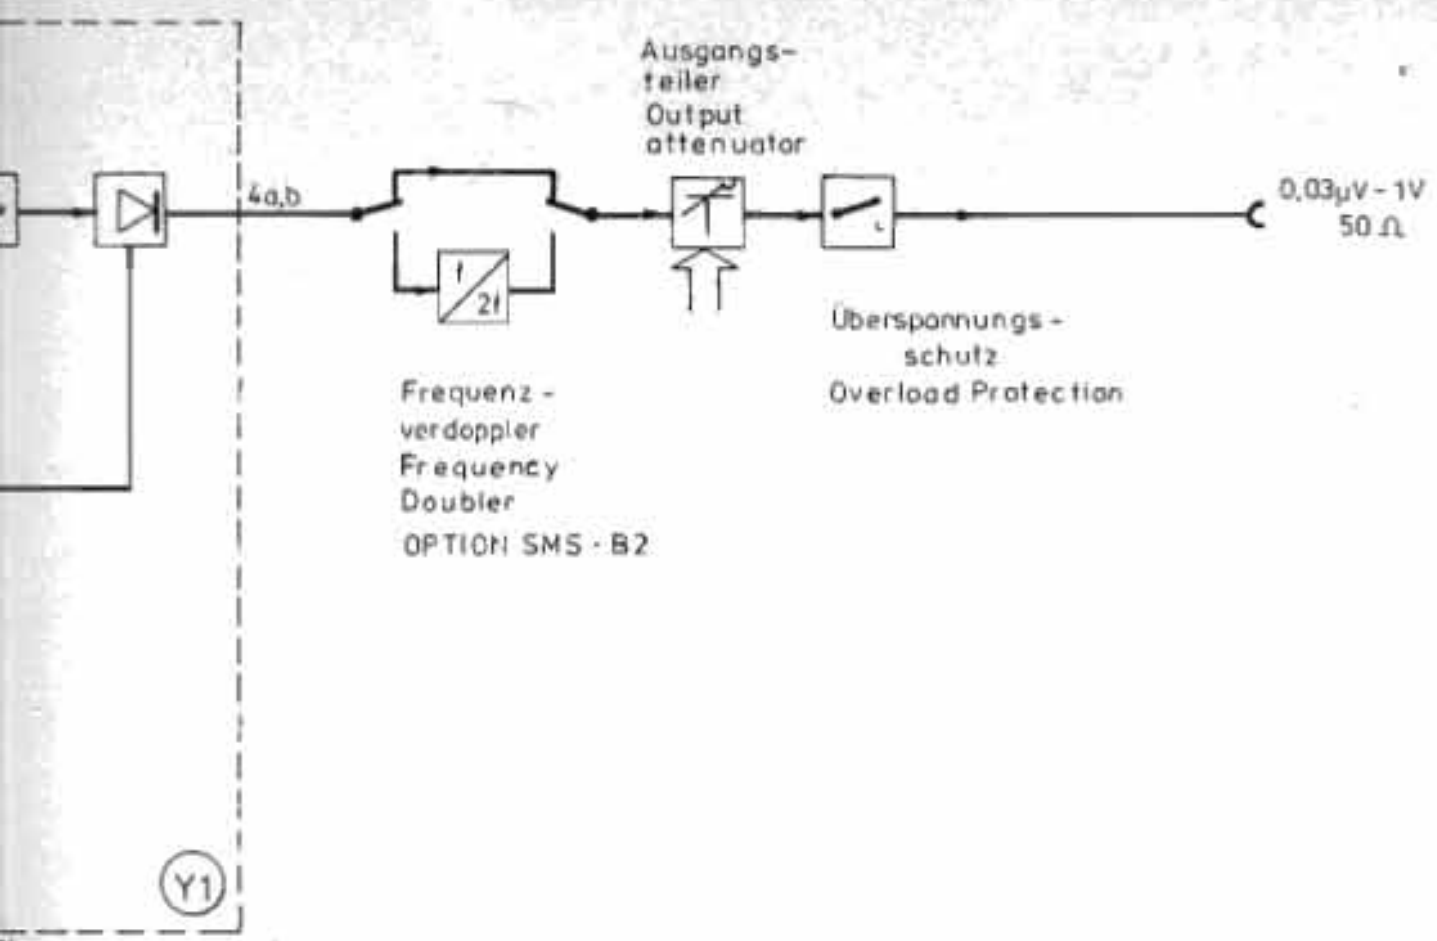 Ausgangs-
teiler
Output
attenuator
4a,b
0,03µV - 1V
50 Ω
f
2f
Überspannungs -
schutz
Overload Protection
Frequenz -
verdoppler
Frequency
Doubler
OPTION SMS - B2
Y1